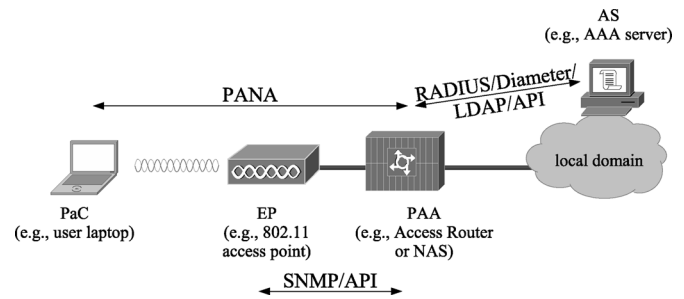 AS
(e.g., AAA server)
PANA
RADIUS/Diameter/
LDAP/API
local domain
PaC
(e.g., user laptop)
EP
(e.g., 802.11
access point)
PAA
(e.g., Access Router
or NAS)
SNMP/API